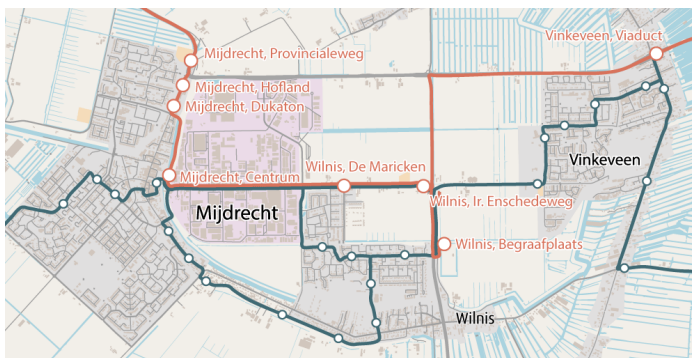 Vinkeveen, Viaduct
Mijdrecht, Provincialeweg
Mijdrecht, Hofland
Mijdrecht, Dukaton
Mijdrecht, Centrum
Wilnis, De Maricken
Vinkeveen
Wilnis, Ir. Enschedeweg
Mijdrecht
Wilnis, Begraafplaats
Wilnis